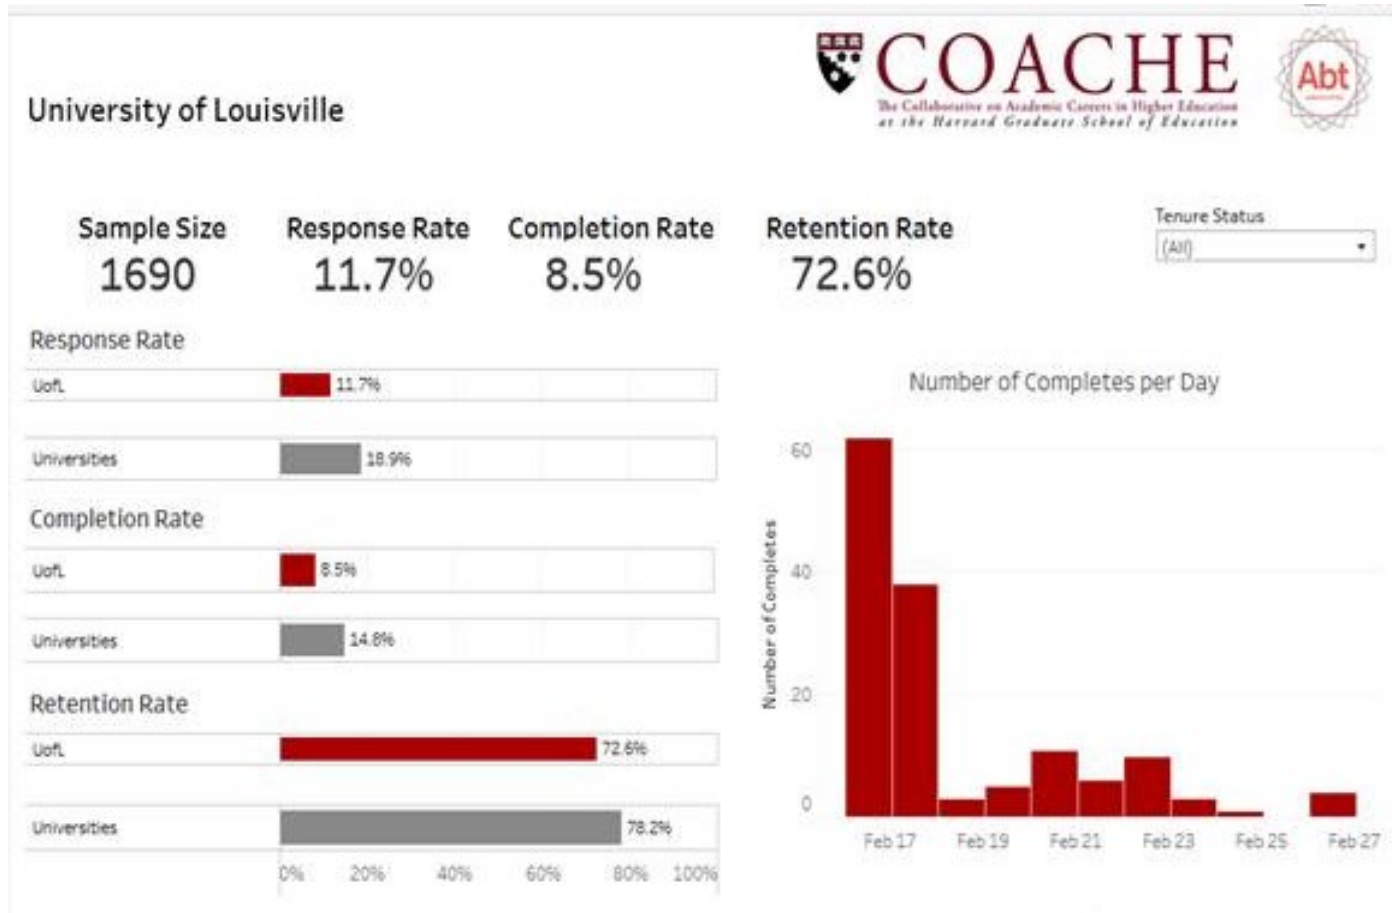 COACHE
The Collaborative on Academic Careers in Higher Education
at the Harvard Graduate School of Education
Abt
University of Louisville
Sample Size
1690
Response Rate
11.7%
Completion Rate
8.5%
Retention Rate
72.6%
Tenure Status
(All)
Response Rate
UofL
11.7%
Universities
18.9%
Completion Rate
UofL
8.5%
Universities
14.8%
Retention Rate
UofL
72.6%
Universities
78.2%
0% 20% 40% 60% 80% 100%
Number of Completes per Day
Number of Completes
60
40
20
0
Feb 17 Feb 19 Feb 21 Feb 23 Feb 25 Feb 27